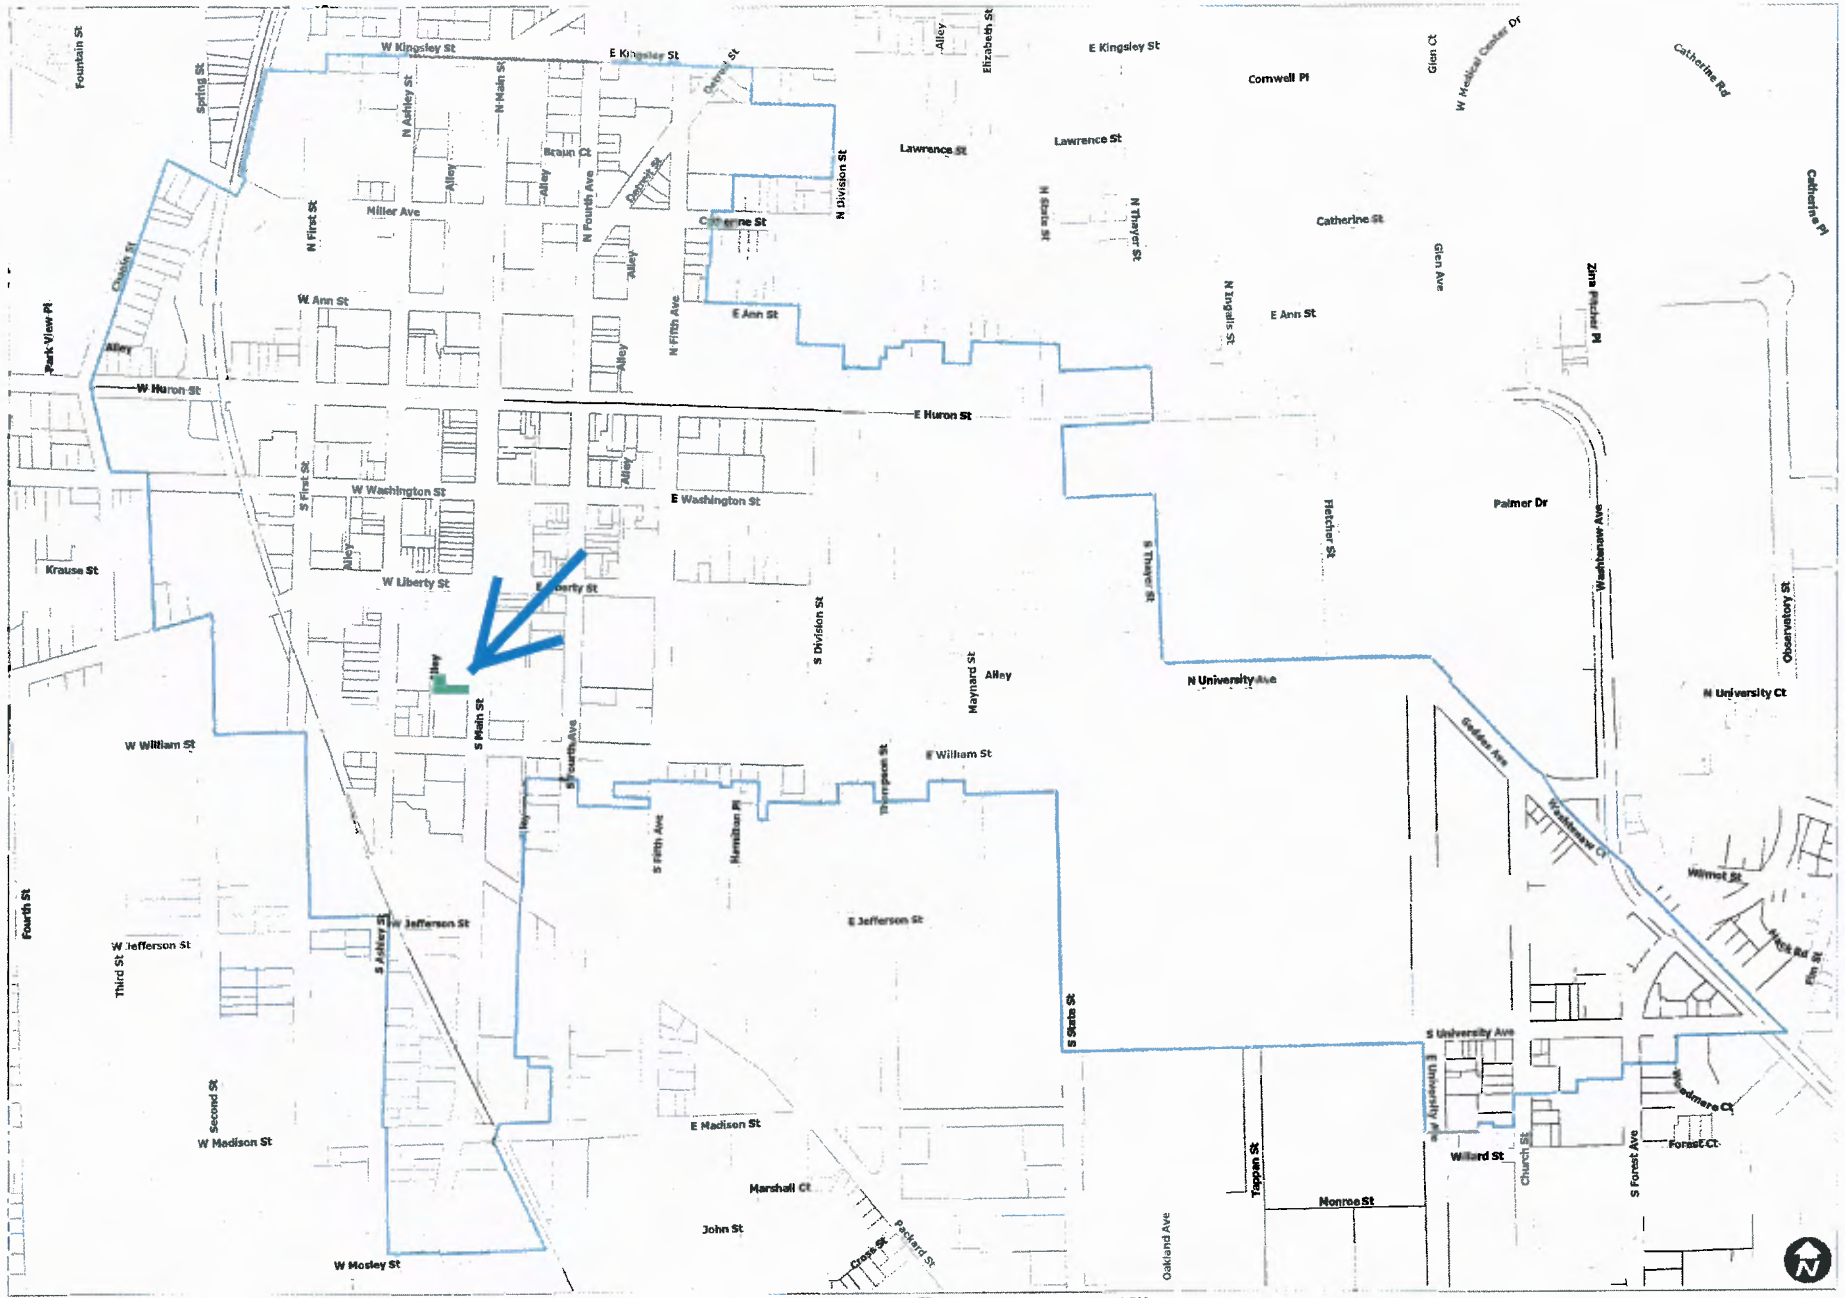 Fountain St
Spring St
W Kingsley St
E Kingsley St
Detroit St
Alley
Elizabeth St
E Kingsley St
Cornwell Pl
Glen Ct
W Medical Center Dr
Catherine Rd
N Ashley St
N Main St
Braun Ct
Alley
Alley
Detroit St
N Fourth Ave
N Division St
Lawrence St
Lawrence St
N State St
N Thayer St
Catherine St
Catherine Pl
Miller Ave
N First St
Catherine St
Chapin St
Alley
Glen Ave
Zina Pitcher Pl
W Ann St
E Ann St
N Ingalls St
E Ann St
Park View Pl
Alley
N Fifth Ave
Alley
W Huron St
E Huron St
W Washington St
S First St
Alley
E Washington St
Fletcher St
Palmer Dr
Washtenaw Ave
Krause St
Alley
W Liberty St
E Liberty St
S Division St
S Thayer St
Observatory St
Alley
Maynard St
Alley
N University Ave
N University Ct
S Main St
W William St
S Fourth Ave
Thompson St
E William St
Geddes Ave
S Fifth Ave
Hamilton Pl
Washtenaw Ct
Wilmot St
Fourth St
W Jefferson St
S Ashley St
W Jefferson St
Third St
E Jefferson St
Hack Rd
Elm St
S State St
S University Ave
E University Ave
Second St
W Madison St
E Madison St
Woodmere Ct
Forest Ct
Willard St
Church St
S Forest Ave
Tappan St
Marshall Ct
Monroe St
John St
Cross St
Packard St
Oakland Ave
W Mosley St
N